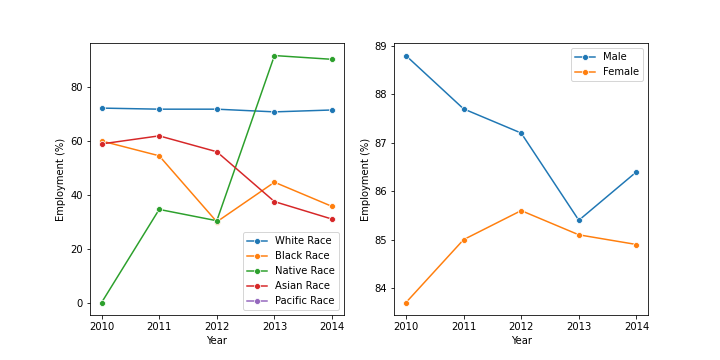 80
60
40
20
0
Employment (%)
2010 2011 2012 2013 2014
Year
White Race
Black Race
Native Race
Asian Race
Pacific Race
89
88
87
86
85
84
Employment (%)
2010 2011 2012 2013 2014
Year
Male
Female